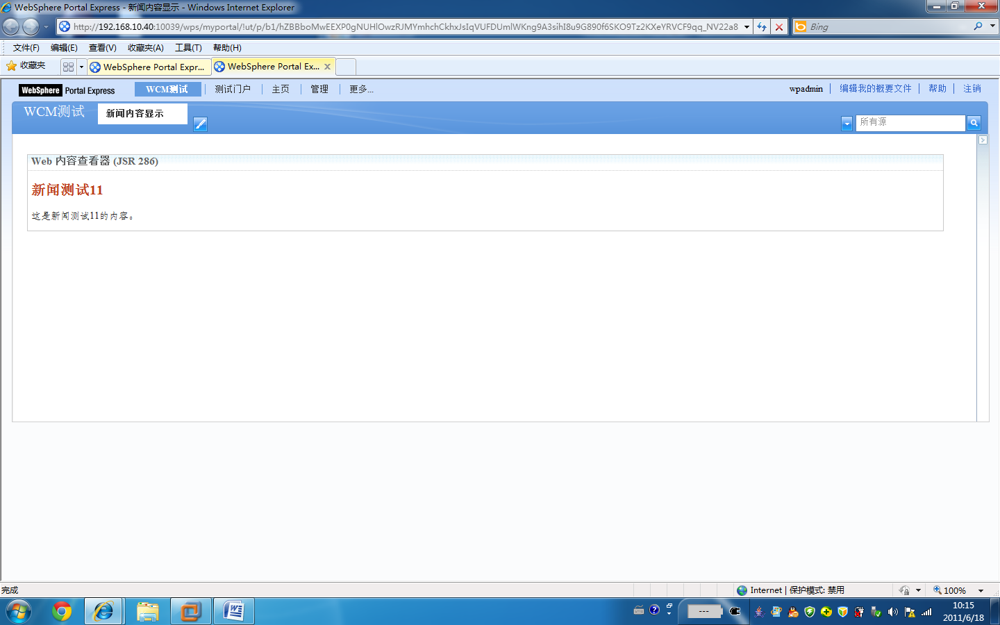 WebSphere Portal Express - 新闻内容显示 - Windows Internet Explorer
http://192.168.10.40:10039/wps/myportal/!ut/p/b1/hZBBboMwEEXP0gNUHlOwzRJMYmhchCkhxJsIqVUFDUmlWKng9A3sihI8u9G890f6SKO9Tz2KXeYRVCF9qq_NV22a8
Bing
文件(F) 编辑(E) 查看(V) 收藏夹(A) 工具(T) 帮助(H)
收藏夹 WebSphere Portal Expr... WebSphere Portal Ex...
WebSphere Portal Express WCM测试 测试门户 主页 管理 更多... wpadmin 编辑我的概要文件 帮助 注销
WCM测试 新闻内容显示 所有源
Web 内容查看器 (JSR 286)
新闻测试11
这是新闻测试11的内容。
完成 Internet | 保护模式: 禁用 100%
---
10:15
2011/6/18